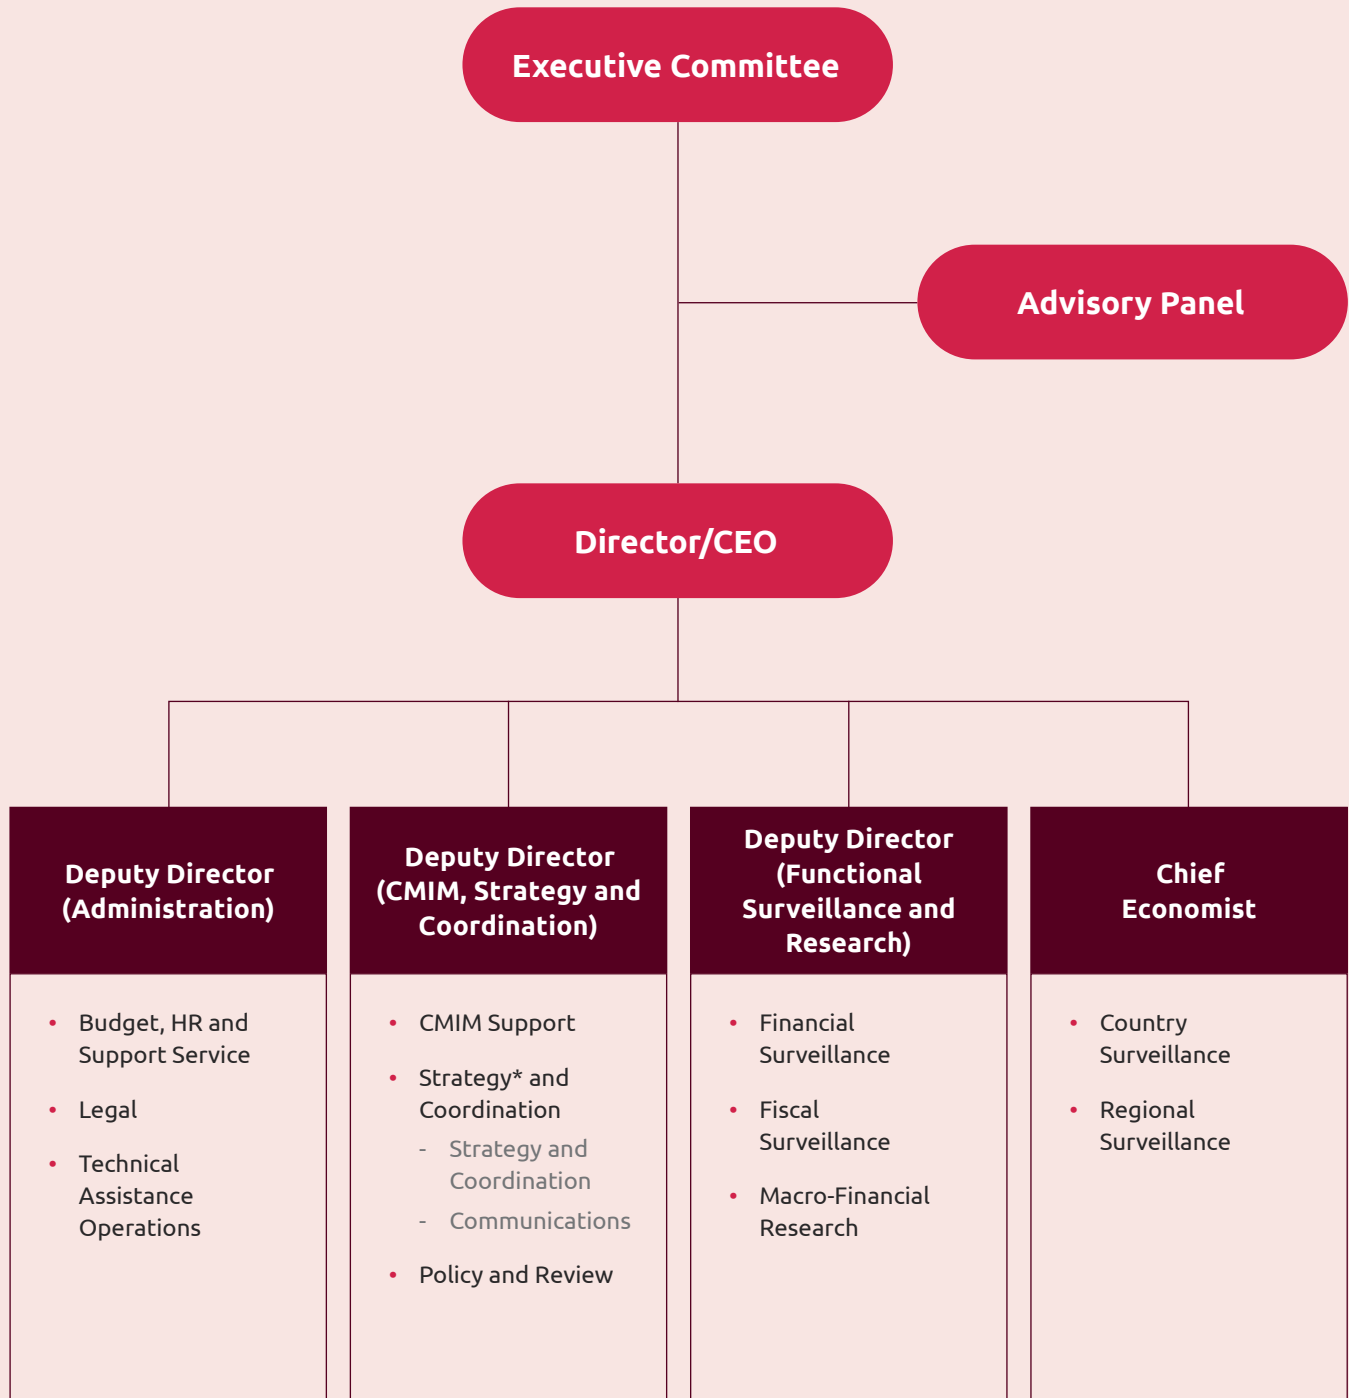 Executive Committee
Advisory Panel
Director/CEO
Deputy Director
(Administration)
• Budget, HR and
Support Service
• Legal
• Technical
Assistance
Operations
Deputy Director
(CMIM, Strategy and
Coordination)
• CMIM Support
• Strategy* and
Coordination
- Strategy and
Coordination
- Communications
• Policy and Review
Deputy Director
(Functional
Surveillance and
Research)
• Financial
Surveillance
• Fiscal
Surveillance
• Macro-Financial
Research
Chief
Economist
• Country
Surveillance
• Regional
Surveillance